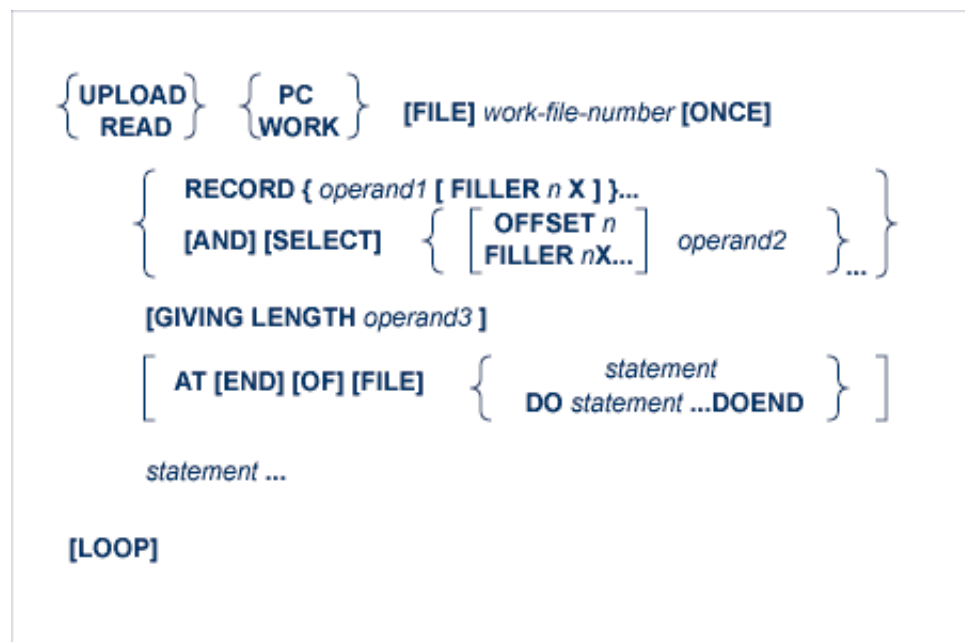 UPLOAD PC
READ WORK [FILE] work-file-number [ONCE]
RECORD { operand1 [ FILLER n X ] }...
[AND] [SELECT] OFFSET n operand2
FILLER nX... ...
[GIVING LENGTH operand3 ]
AT [END] [OF] [FILE] statement
DO statement ...DOEND
statement ...
[LOOP]